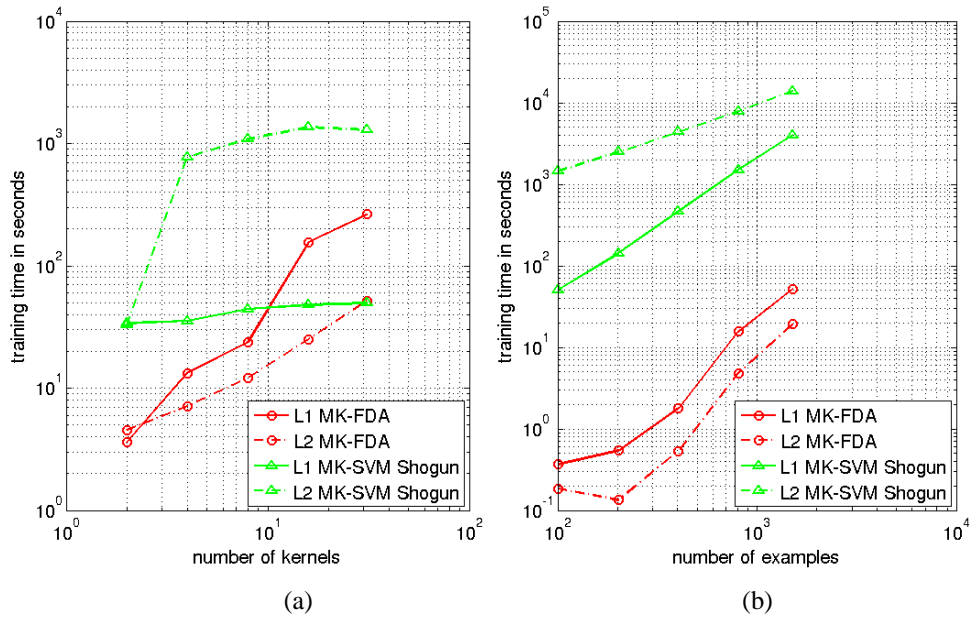 10^4
10^3
10^2
10^1
10^0
training time in seconds
10^0
10^1
10^2
number of kernels
L1 MK-FDA
L2 MK-FDA
L1 MK-SVM Shogun
L2 MK-SVM Shogun
(a)
10^5
10^4
10^3
10^2
10^1
10^0
10^-1
training time in seconds
10^2
10^3
10^4
number of examples
L1 MK-FDA
L2 MK-FDA
L1 MK-SVM Shogun
L2 MK-SVM Shogun
(b)